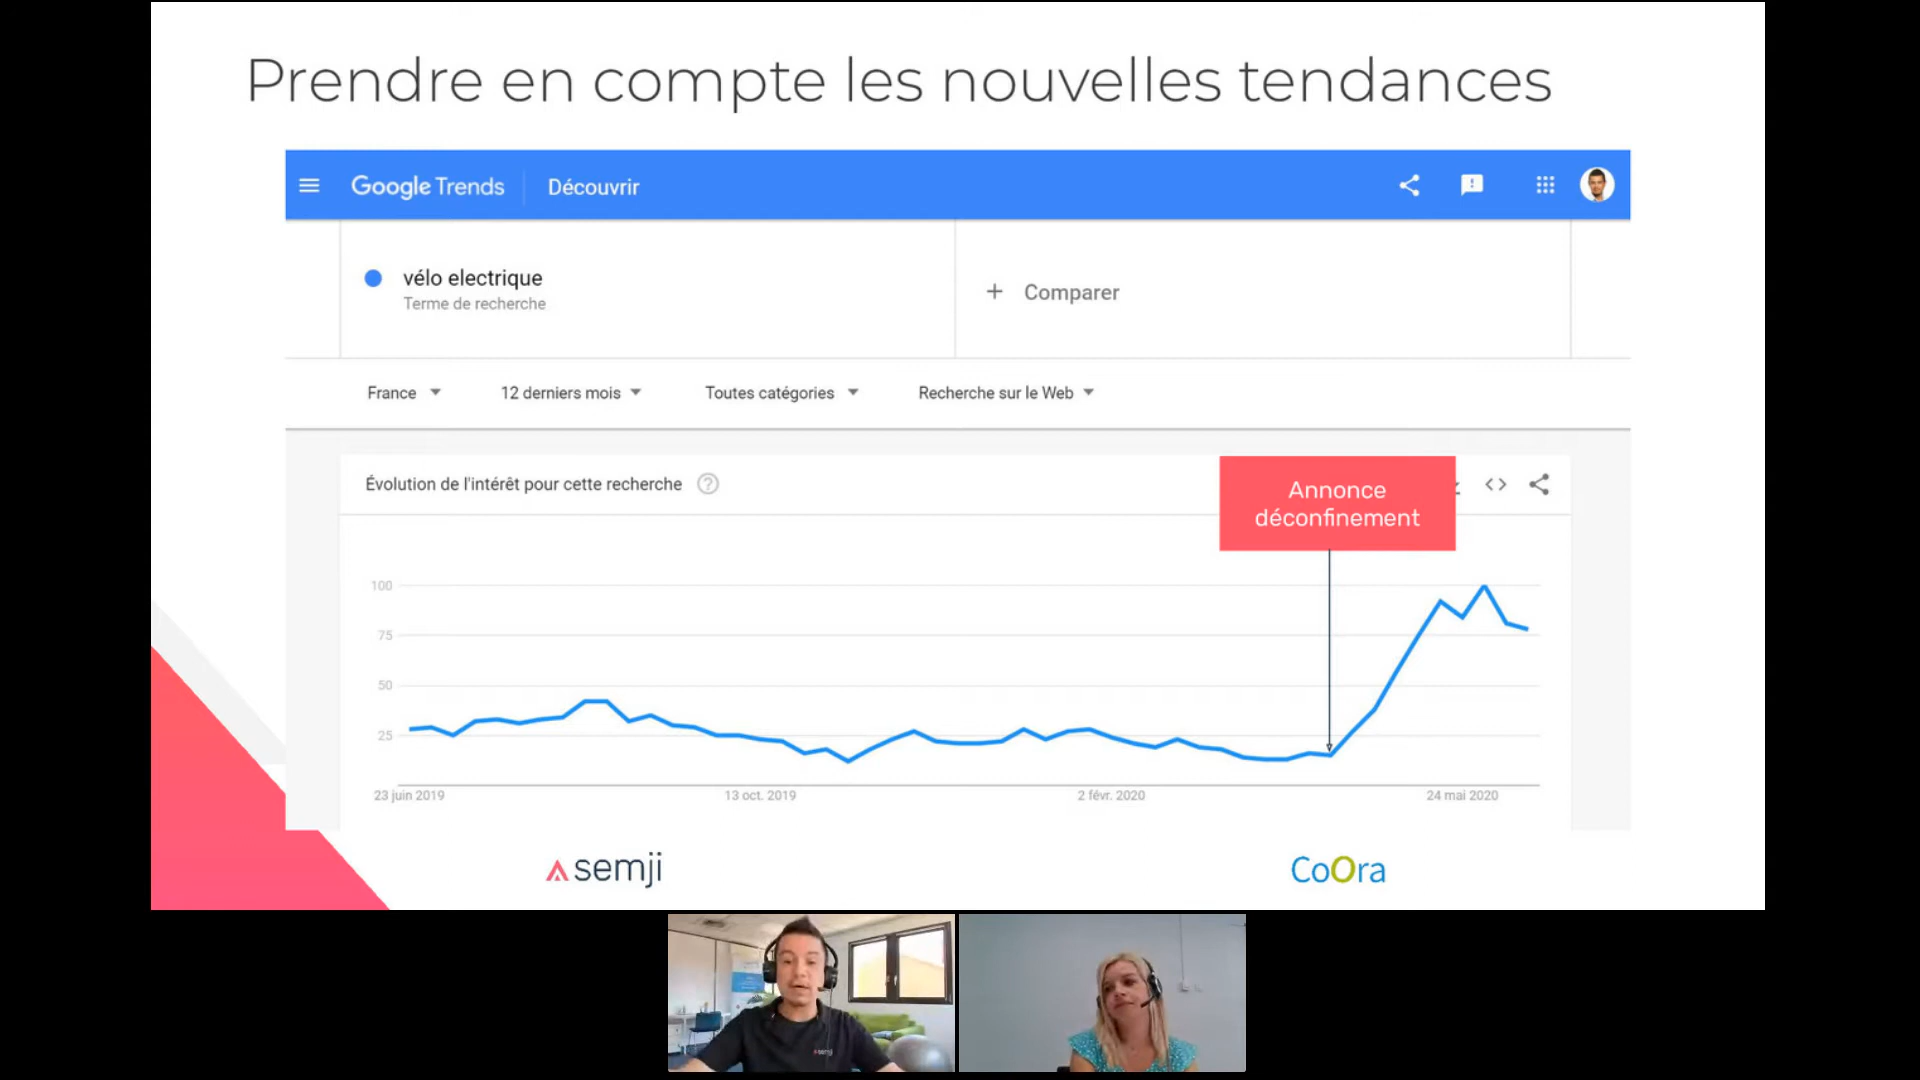 Prendre en compte les nouvelles tendances
Google Trends
Découvrir
vélo electrique
Terme de recherche
+ Comparer
France
12 derniers mois
Toutes catégories
Recherche sur le Web
Évolution de l'intérêt pour cette recherche
Annonce
déconfinement
100
75
50
25
23 juin 2019
13 oct. 2019
2 févr. 2020
24 mai 2020
semji
CoOra
semji